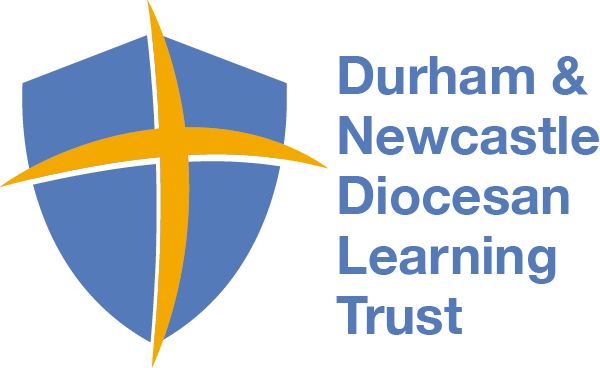 Durham &
Newcastle
Diocesan
Learning
Trust